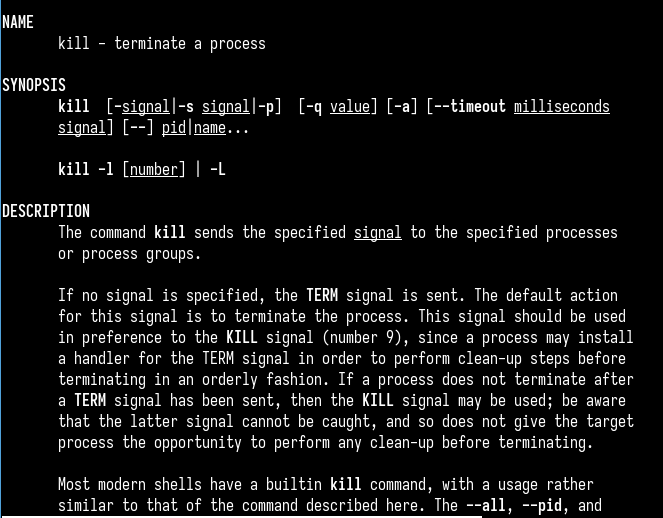 NAME
kill - terminate a process
SYNOPSIS
kill [-signal|-s signal|-p] [-q value] [-a] [--timeout milliseconds
signal] [--] pid|name...
kill -l [number] | -L
DESCRIPTION
The command kill sends the specified signal to the specified processes
or process groups.
If no signal is specified, the TERM signal is sent. The default action
for this signal is to terminate the process. This signal should be used
in preference to the KILL signal (number 9), since a process may install
a handler for the TERM signal in order to perform clean-up steps before
terminating in an orderly fashion. If a process does not terminate after
a TERM signal has been sent, then the KILL signal may be used; be aware
that the latter signal cannot be caught, and so does not give the target
process the opportunity to perform any clean-up before terminating.
Most modern shells have a builtin kill command, with a usage rather
similar to that of the command described here. The --all, --pid, and